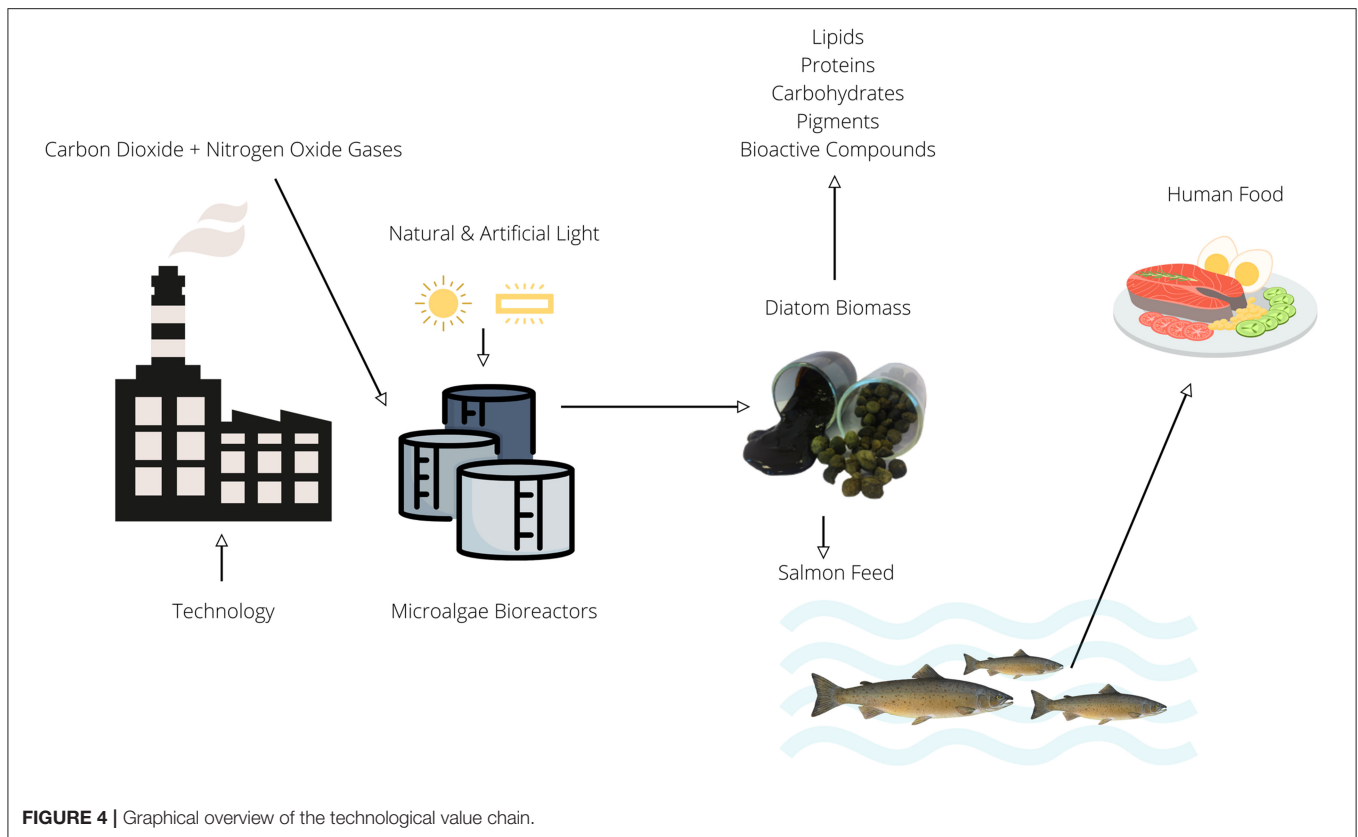 Lipids
Proteins
Carbohydrates
Pigments
Bioactive Compounds
Carbon Dioxide + Nitrogen Oxide Gases
Human Food
Natural & Artificial Light
Diatom Biomass
Salmon Feed
Technology
Microalgae Bioreactors
FIGURE 4 | Graphical overview of the technological value chain.